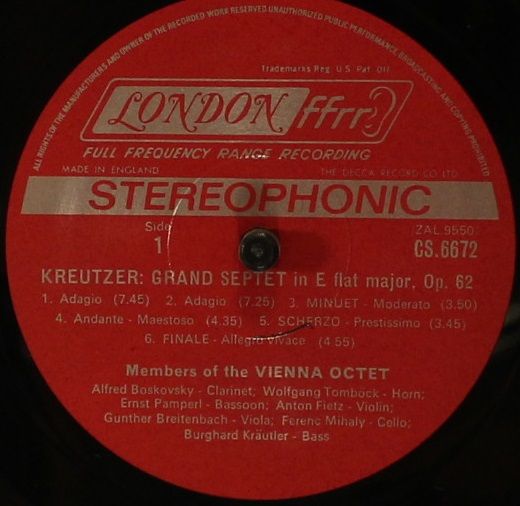 ALL RIGHTS OF THE MANUFACTURERS AND OWNER OF THE RECORDED WORK RESERVED UNAUTHORIZED PUBLIC PERFORMANCE BROADCASTING AND COPYING PROHIBITED
Trademarks Reg U.S. Pat Off
LONDON ffrr
FULL FREQUENCY RANGE RECORDING
MADE IN ENGLAND THE DECCA RECORD CO LTD
STEREOPHONIC
Side ZAL.9550
1 CS.6672
KREUTZER: GRAND SEPTET in E flat major, Op. 62
1. Adagio (7.45) 2. Adagio (7.25) 3. MINUET - Moderato (3.50)
4. Andante - Maestoso (4.35) 5. SCHERZO - Prestissimo (3.45)
6. FINALE - Allegro vivace (4 55)
Members of the VIENNA OCTET
Alfred Boskovsky - Clarinet; Wolfgang Tombock - Horn;
Ernst Pamperl - Bassoon; Anton Fietz - Violin;
Gunther Breitenbach - Viola; Ferenc Mihaly - Cello;
Burghard Kräutler - Bass